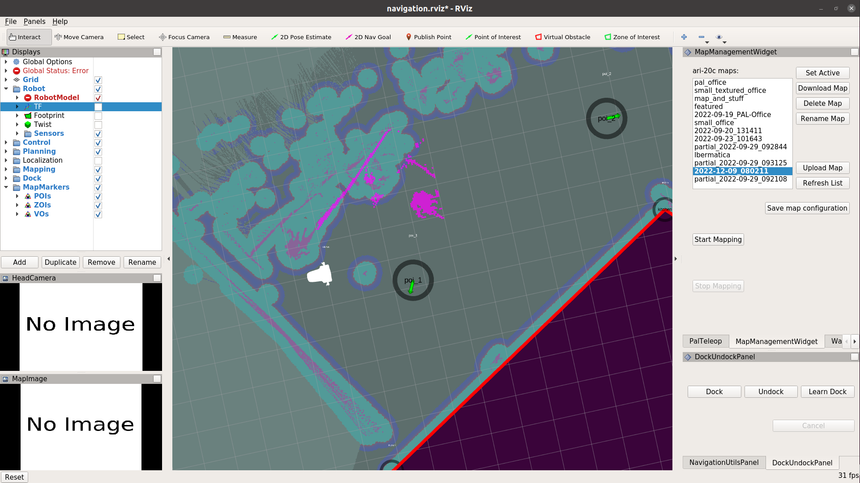 navigation.rviz* - RViz
File Panels Help
Interact Move Camera Select Focus Camera Measure 2D Pose Estimate 2D Nav Goal Publish Point Point of Interest Virtual Obstacle Zone of Interest
Displays
Global Options
Global Status: Error
Grid
Robot
RobotModel
TF
Footprint
Twist
Sensors
Control
Planning
Localization
Mapping
Dock
MapMarkers
POIs
ZOIs
VOs
Add Duplicate Remove Rename
HeadCamera
No Image
MapImage
No Image
Reset
poi_1
MapManagementWidget
ari-20c maps:
pal_office
small_textured_office
map_and_stuff
featured
2022-09-19_PAL-Office
small_office
2022-09-20_131411
2022-09-23_101643
partial_2022-09-29_092844
Ibermatica
partial_2022-09-29_093125
2022-12-09_080211
partial_2022-09-29_092108
Set Active
Download Map
Delete Map
Rename Map
Upload Map
Refresh List
Save map configuration
Start Mapping
Stop Mapping
PalTeleop MapManagementWidget Wa
DockUndockPanel
Dock Undock Learn Dock
Cancel
NavigationUtilsPanel DockUndockPanel
31 fps